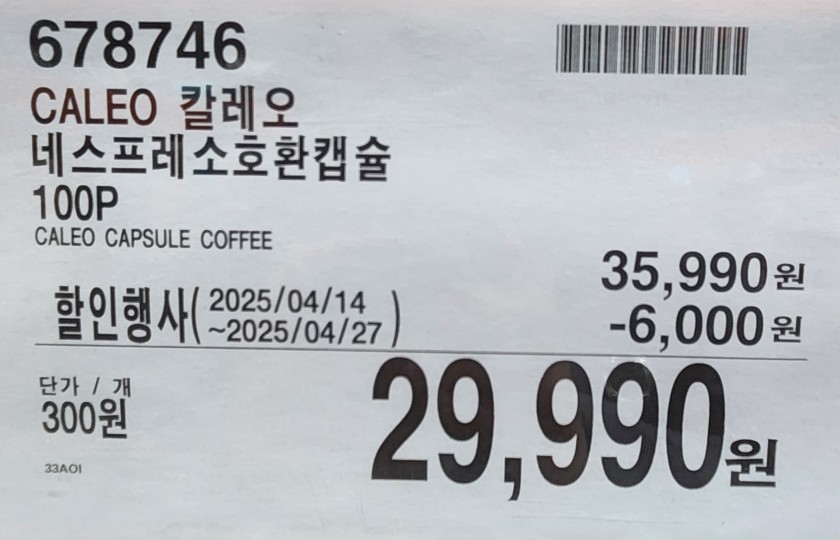 678746
CALEO 칼레오
네스프레소호환캡슐
100P
CALEO CAPSULE COFFEE
35,990원
할인행사( 2025/04/14
~2025/04/27 )
-6,000원
단가 / 개
300원
29,990원
33AOI